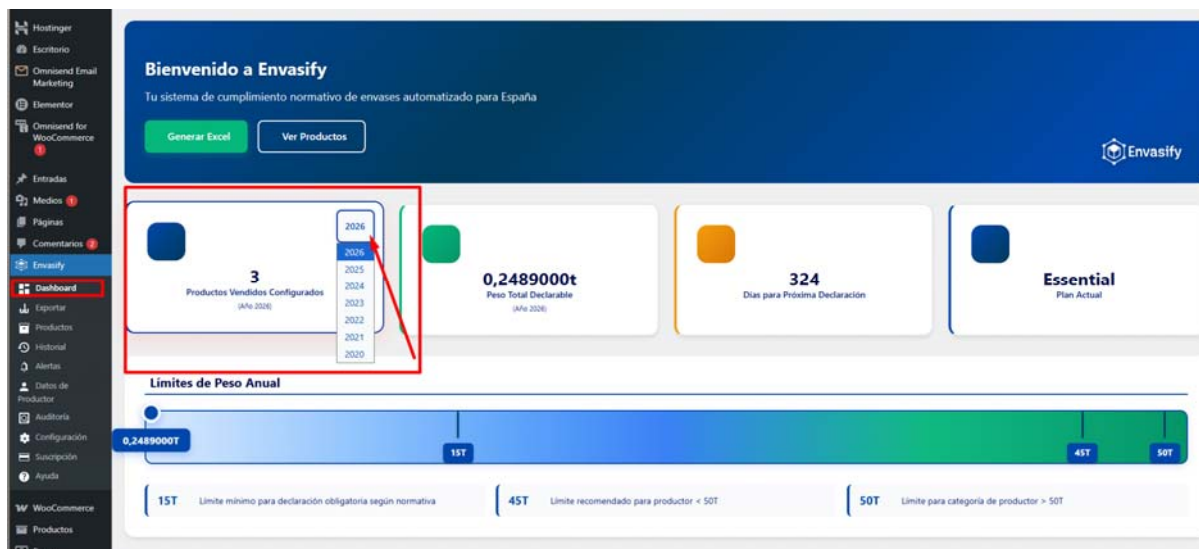 Hostinger
Escritorio
Omnisend Email
Marketing
Elementor
Omnisend for
WooCommerce
1
Entradas
Medios 1
Páginas
Comentarios 2
Envasify
Dashboard
Exportar
Productos
Historial
Alertas
Datos de
Productor
Auditoría
Configuración
Suscripción
Ayuda
WooCommerce
Productos
Bienvenido a Envasify
Tu sistema de cumplimiento normativo de envases automatizado para España
Generar Excel
Ver Productos
Envasify
2026
2026
2025
2024
2023
2022
2021
2020
3
Productos Vendidos Configurados
(Año 2026)
0,2489000t
Peso Total Declarable
(Año 2026)
324
Días para Próxima Declaración
Essential
Plan Actual
Límites de Peso Anual
0,2489000T
15T
45T
50T
15T Límite mínimo para declaración obligatoria según normativa
45T Límite recomendado para productor < 50T
50T Límite para categoría de productor > 50T